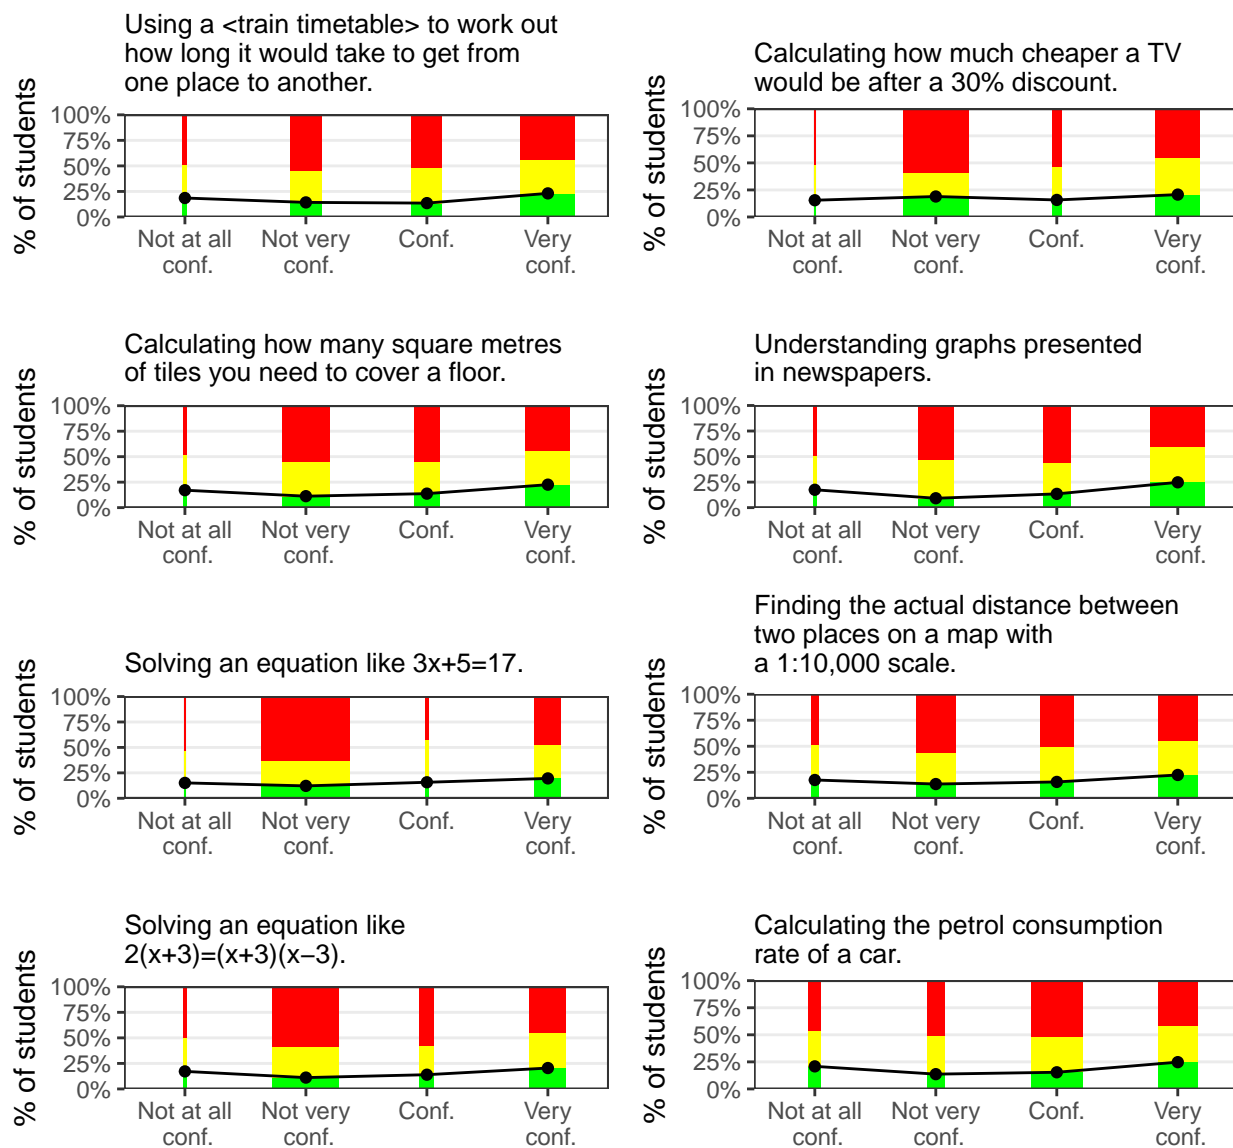 Using a <train timetable> to work out
how long it would take to get from
one place to another.
% of students
100%
75%
50%
25%
0%
Not at all conf.
Not very conf.
Conf.
Very conf.
Calculating how much cheaper a TV
would be after a 30% discount.
% of students
100%
75%
50%
25%
0%
Not at all conf.
Not very conf.
Conf.
Very conf.
Calculating how many square metres
of tiles you need to cover a floor.
% of students
100%
75%
50%
25%
0%
Not at all conf.
Not very conf.
Conf.
Very conf.
Understanding graphs presented
in newspapers.
% of students
100%
75%
50%
25%
0%
Not at all conf.
Not very conf.
Conf.
Very conf.
Solving an equation like 3x+5=17.
% of students
100%
75%
50%
25%
0%
Not at all conf.
Not very conf.
Conf.
Very conf.
Finding the actual distance between
two places on a map with
a 1:10,000 scale.
% of students
100%
75%
50%
25%
0%
Not at all conf.
Not very conf.
Conf.
Very conf.
Solving an equation like
2(x+3)=(x+3)(x−3).
% of students
100%
75%
50%
25%
0%
Not at all conf.
Not very conf.
Conf.
Very conf.
Calculating the petrol consumption
rate of a car.
% of students
100%
75%
50%
25%
0%
Not at all conf.
Not very conf.
Conf.
Very conf.